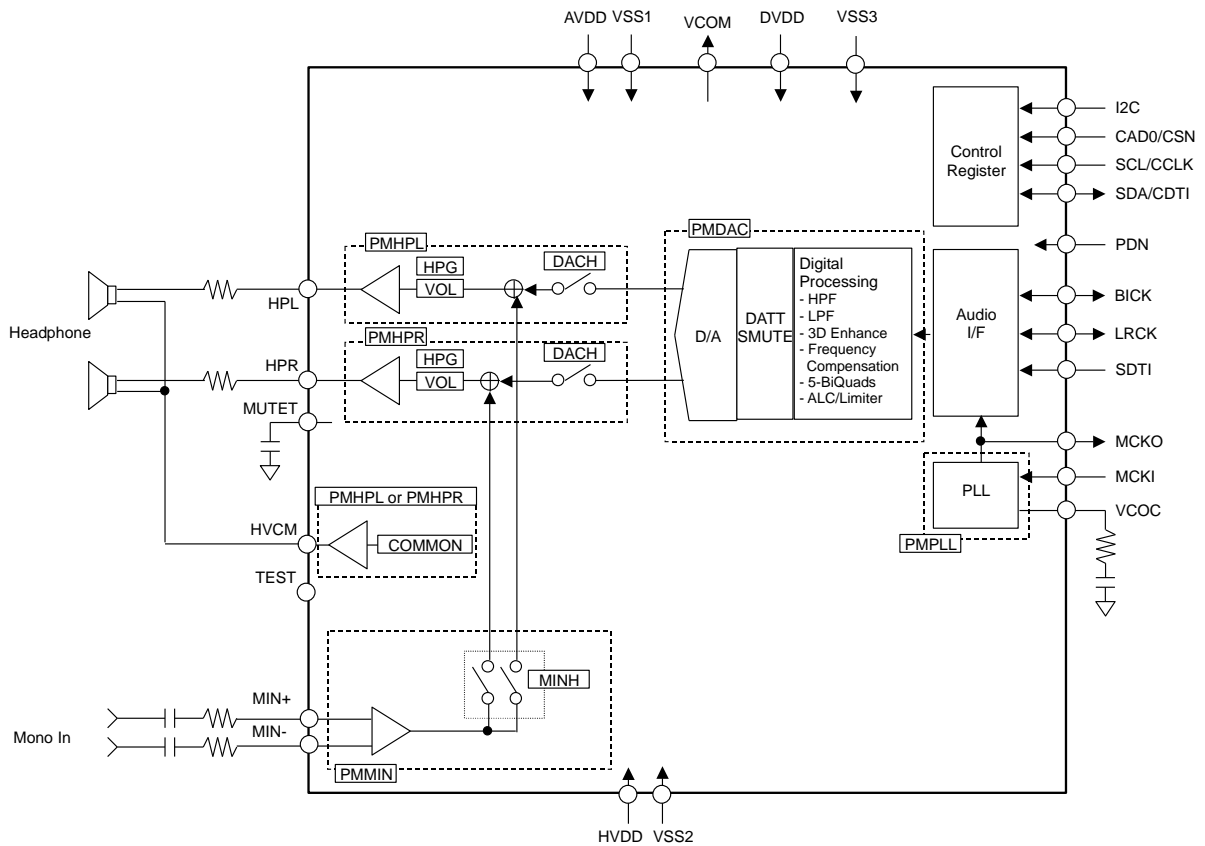 AVDD VSS1 VCOM DVDD VSS3
I2C
CAD0/CSN
SCL/CCLK
SDA/CDTI
Control
Register
PDN
BICK
LRCK
SDTI
Audio
I/F
MCKO
MCKI
VCOC
PLL
PMPLL
PMDAC
D/A
DATT
SMUTE
Digital
Processing
- HPF
- LPF
- 3D Enhance
- Frequency
Compensation
- 5-BiQuads
- ALC/Limiter
PMHPL
HPG
VOL
DACH
HPL
Headphone
PMHPR
HPG
VOL
DACH
HPR
MUTET
PMHPL or PMHPR
HVCM
COMMON
TEST
MINH
MIN+
MIN-
Mono In
PMMIN
HVDD VSS2